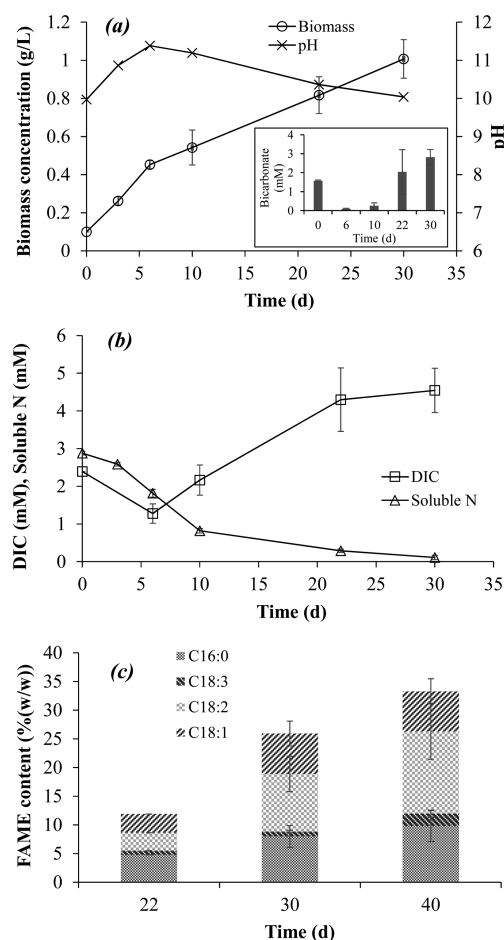 (a)
Biomass
pH
Biomass concentration (g/L)
1.2
1
0.8
0.6
0.4
0.2
0
12
11
10
9
8
7
6
pH
Bicarbonate
(mM)
4
3
2
1
0
0 6 10 22 30
Time (d)
0 5 10 15 20 25 30 35
Time (d)
(b)
DIC (mM), Soluble N (mM)
6
5
4
3
2
1
0
DIC
Soluble N
0 5 10 15 20 25 30 35
Time (d)
(c)
FAME content (%(w/w))
40
35
30
25
20
15
10
5
0
C16:0
C18:3
C18:2
C18:1
22 30 40
Time (d)